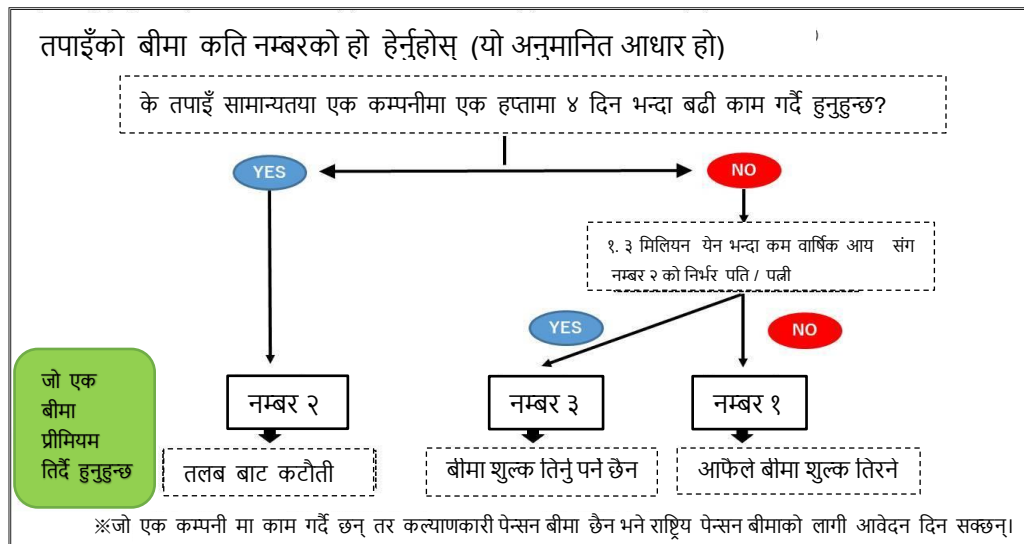 तपाइँको बीमा कति नम्बरको हो हेर्नुहोस् (यो अनुमानित आधार हो)
के तपाइँ सामान्यतया एक कम्पनीमा एक हप्तामा ४ दिन भन्दा बढी काम गर्दै हुनुहुन्छ?
YES
NO
१. ३ मिलियन येन भन्दा कम वार्षिक आय संग
नम्बर २ को निर्भर पति / पत्नी
YES
NO
जो एक
बीमा
प्रीमियम
तिर्दै हुनुहुन्छ
नम्बर २
नम्बर ३
नम्बर १
तलब बाट कटौती
बीमा शुल्क तिर्नु पर्ने छैन
आफैले बीमा शुल्क तिरने
※जो एक कम्पनी मा काम गर्दै छन् तर कल्याणकारी पेन्सन बीमा छैन भने राष्ट्रिय पेन्सन बीमाको लागी आवेदन दिन सक्छन्।